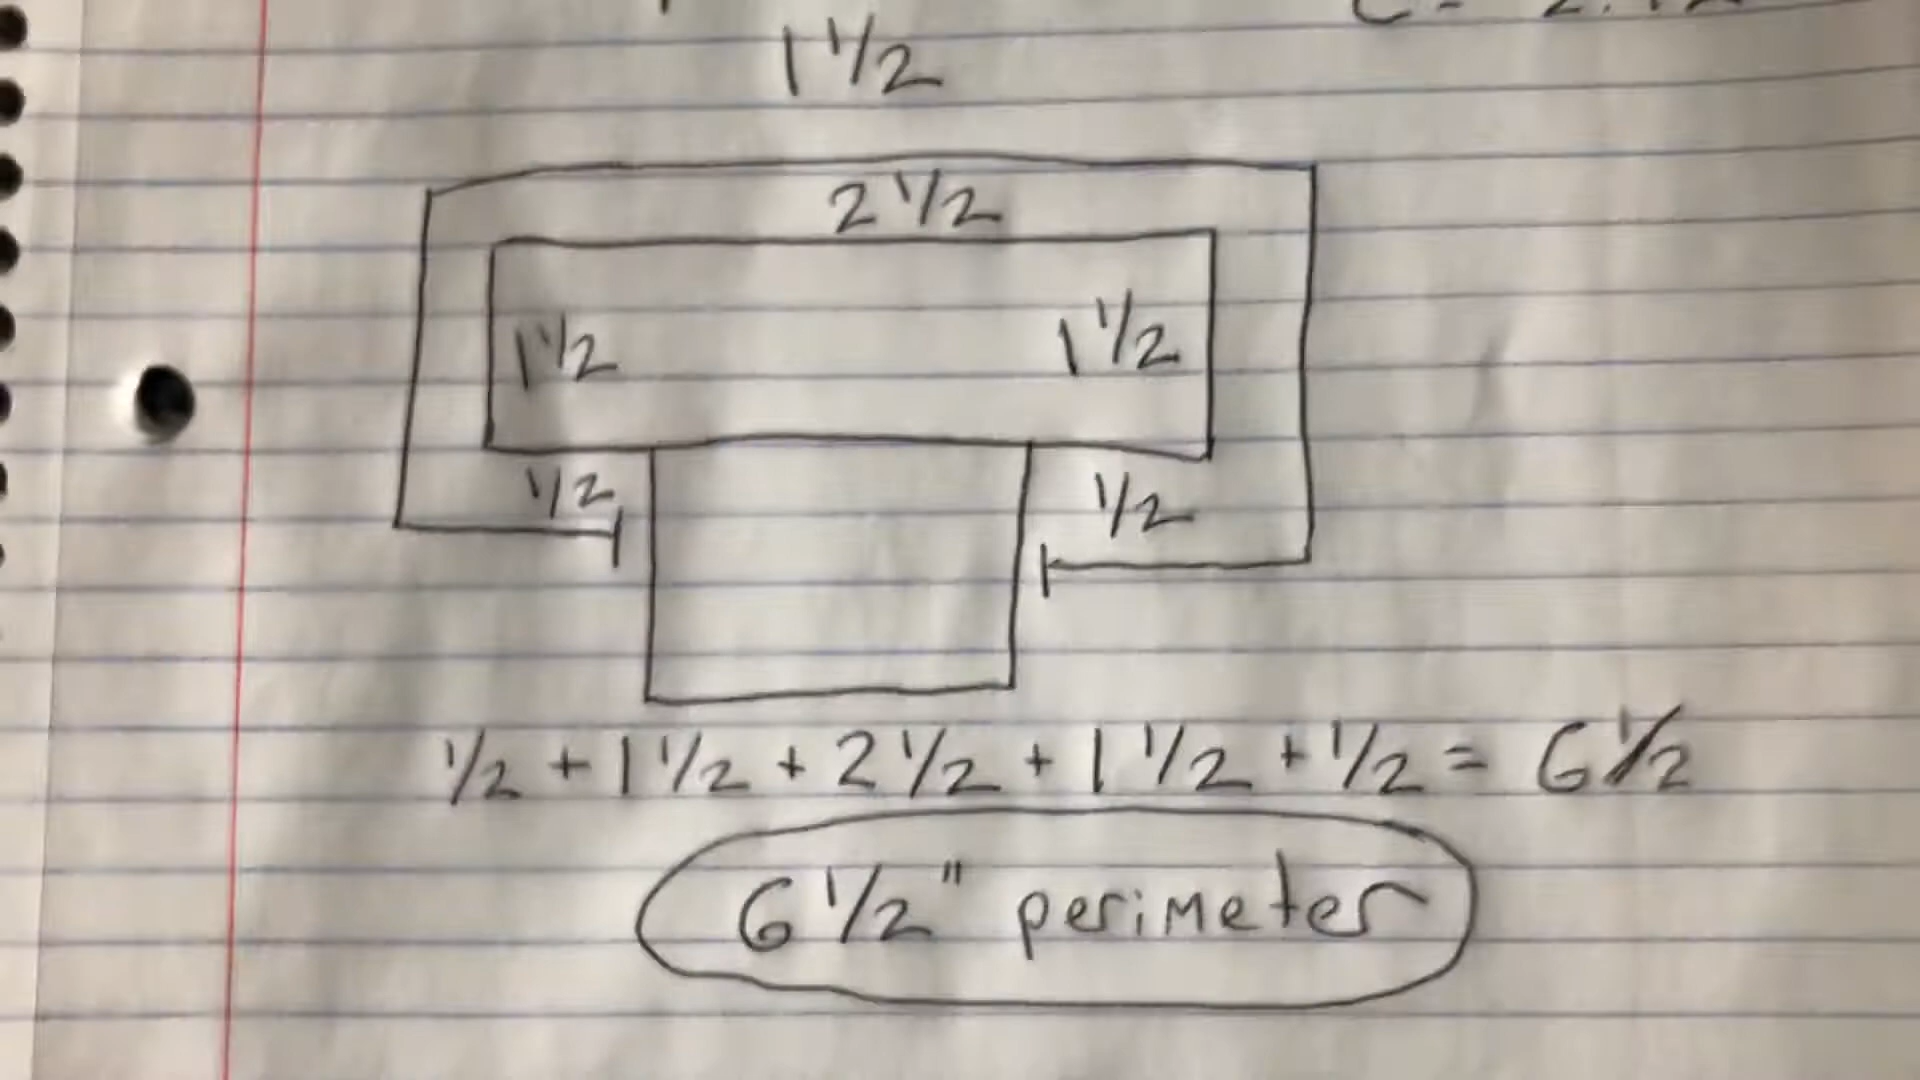 1 1/2
2 1/2
1 1/2 1 1/2
1/2 1/2
1/2 + 1 1/2 + 2 1/2 + 1 1/2 + 1/2 = 6 1/2
6 1/2" perimeter